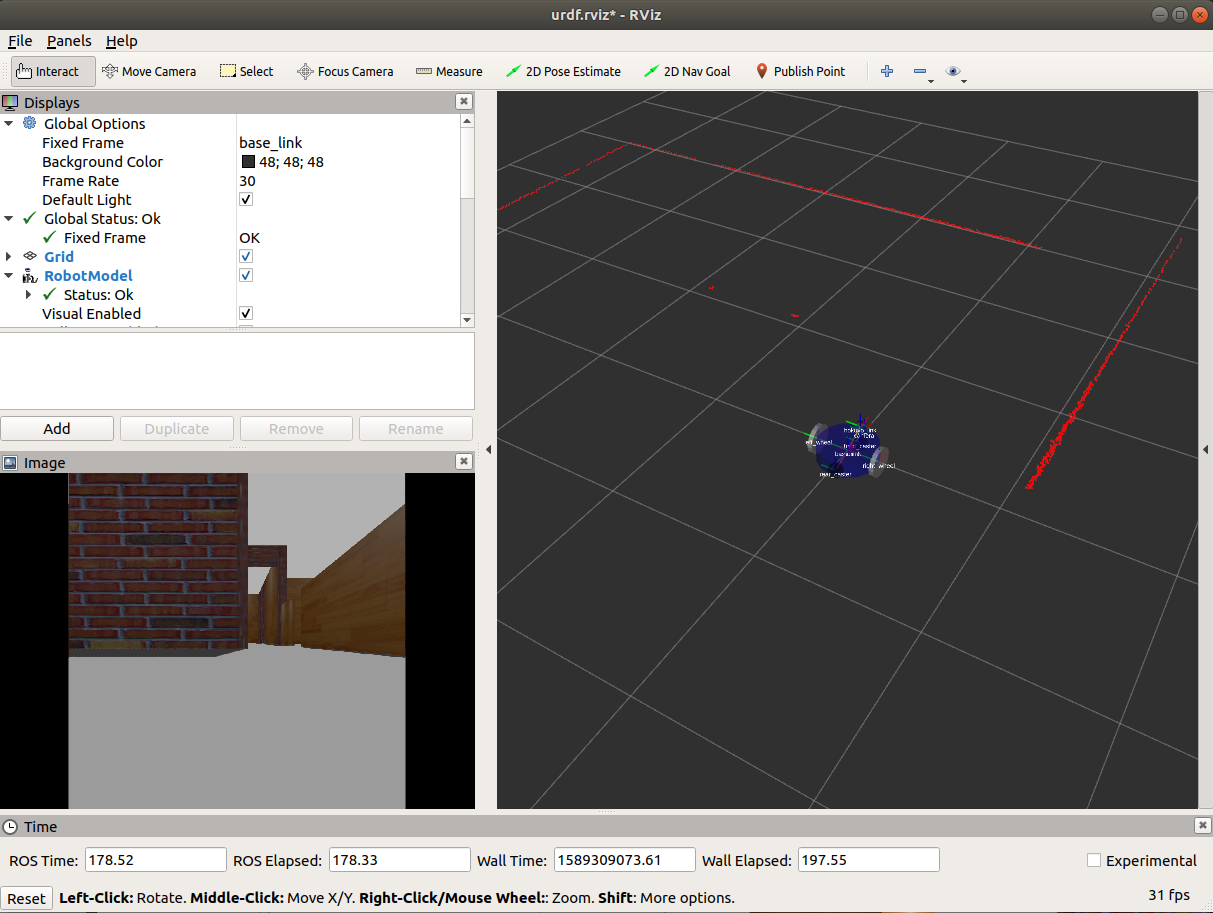 urdf.rviz* - RViz
File Panels Help
Interact Move Camera Select Focus Camera Measure 2D Pose Estimate 2D Nav Goal Publish Point
Displays
Global Options
Fixed Frame base_link
Background Color 48; 48; 48
Frame Rate 30
Default Light
Global Status: Ok
Fixed Frame OK
Grid
RobotModel
Status: Ok
Visual Enabled
Add Duplicate Remove Rename
Image
hokuyo_link
camera
right_wheel
rear_caster
Time
ROS Time: 178.52 ROS Elapsed: 178.33 Wall Time: 1589309073.61 Wall Elapsed: 197.55 Experimental
Reset Left-Click: Rotate. Middle-Click: Move X/Y. Right-Click/Mouse Wheel:: Zoom. Shift: More options. 31 fps